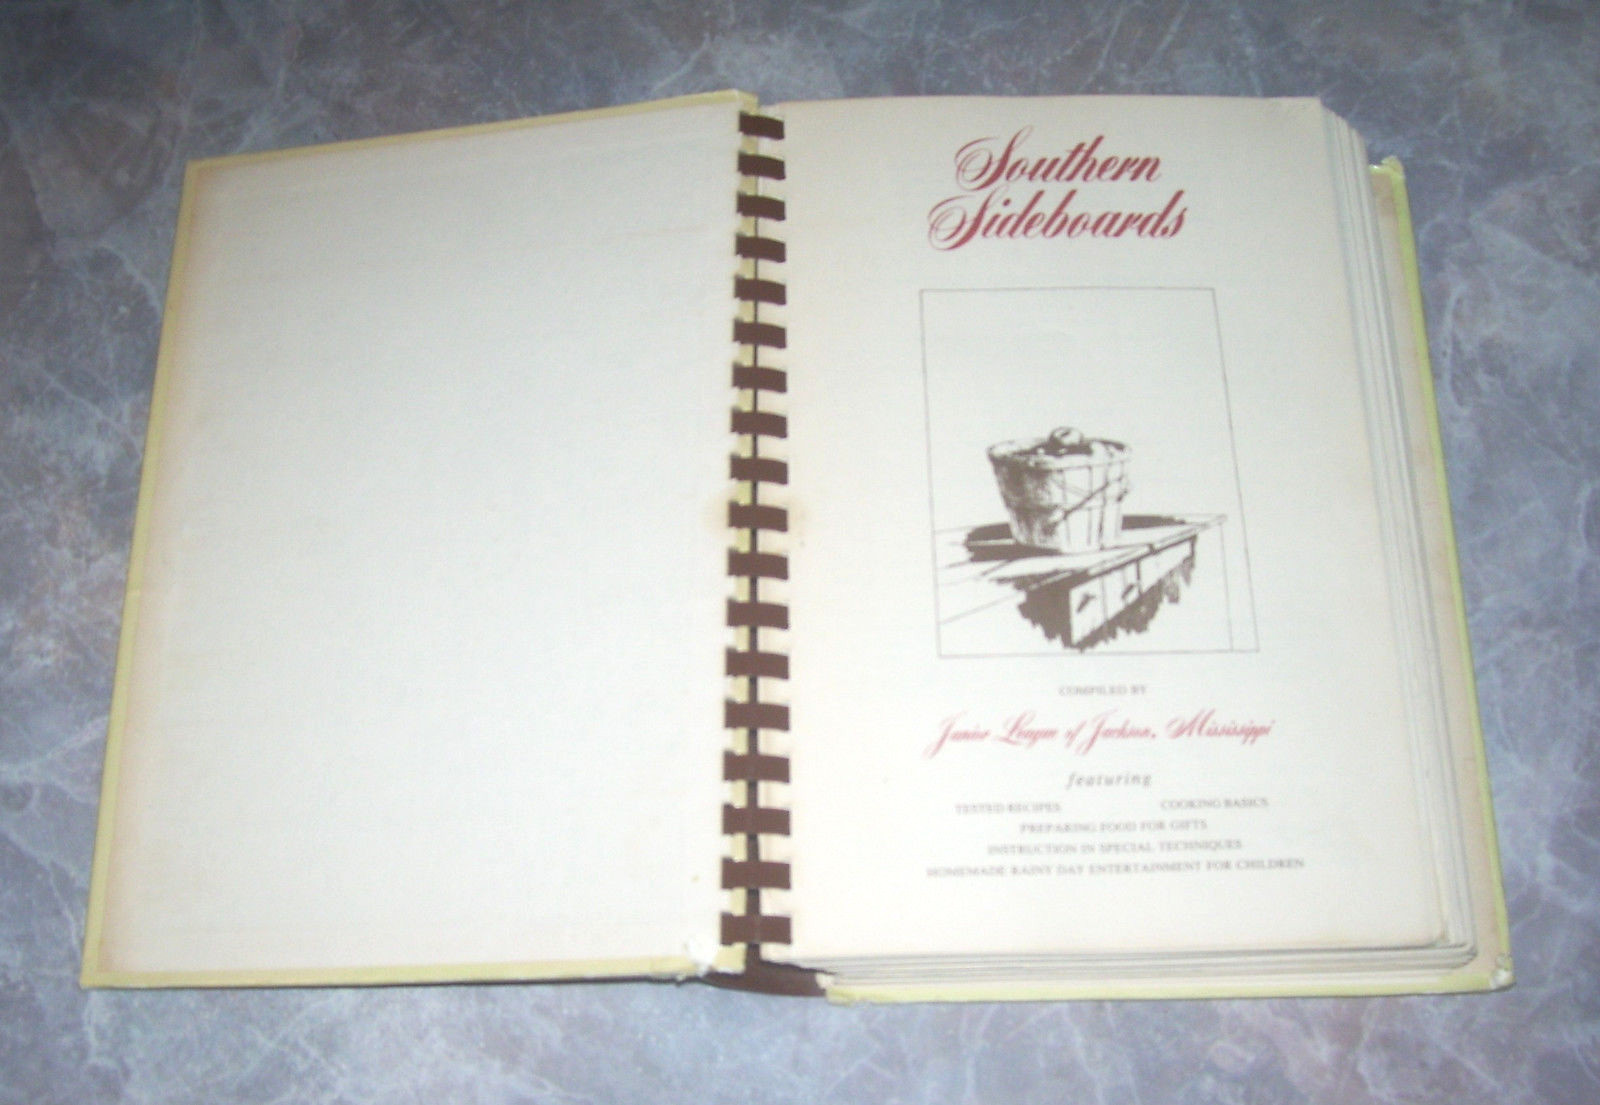 Southern
Sideboards
COMPILED BY
Junior League of Jackson, Mississippi
featuring
TESTED RECIPES COOKING BASICS
PREPARING FOOD FOR GIFTS
INSTRUCTION IN SPECIAL TECHNIQUES
HOMEMADE RAINY DAY ENTERTAINMENT FOR CHILDREN